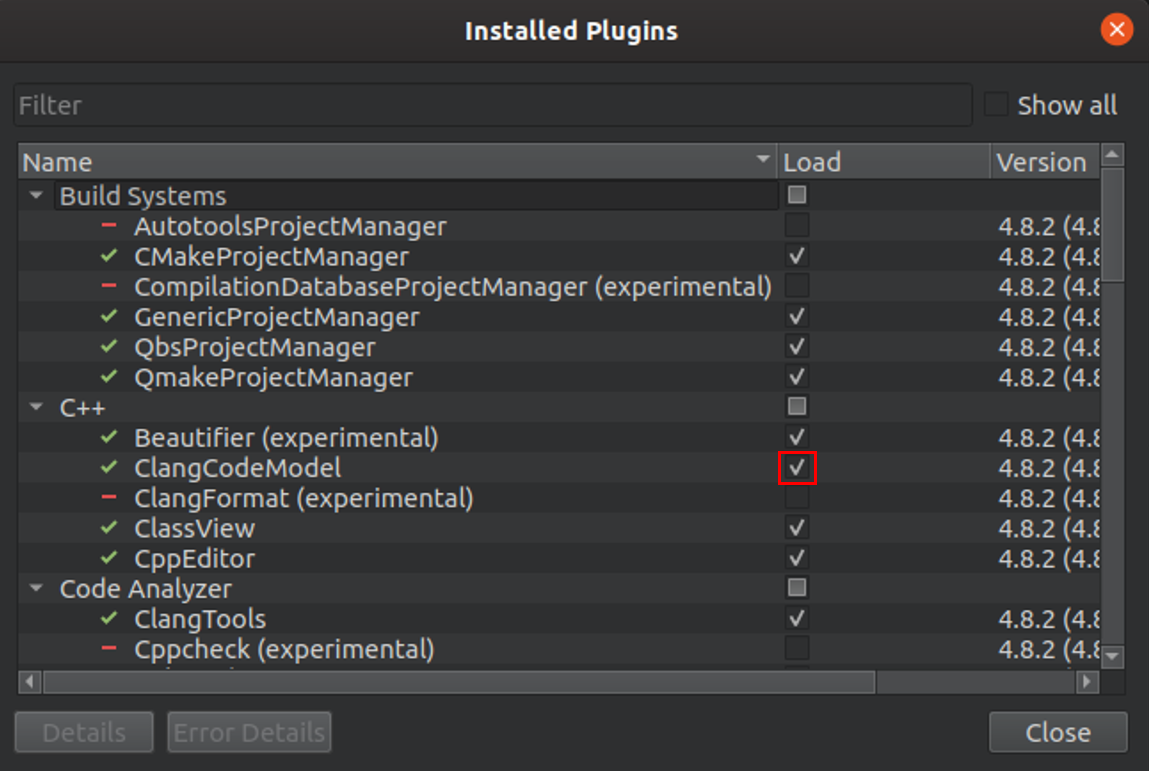 Installed Plugins
Filter
Show all
Name Load Version
Build Systems
AutotoolsProjectManager 4.8.2 (4.8
CMakeProjectManager 4.8.2 (4.8
CompilationDatabaseProjectManager (experimental) 4.8.2 (4.8
GenericProjectManager 4.8.2 (4.8
QbsProjectManager 4.8.2 (4.8
QmakeProjectManager 4.8.2 (4.8
C++
Beautifier (experimental) 4.8.2 (4.8
ClangCodeModel 4.8.2 (4.8
ClangFormat (experimental) 4.8.2 (4.8
ClassView 4.8.2 (4.8
CppEditor 4.8.2 (4.8
Code Analyzer
ClangTools 4.8.2 (4.8
Cppcheck (experimental) 4.8.2 (4.8
Details Error Details Close